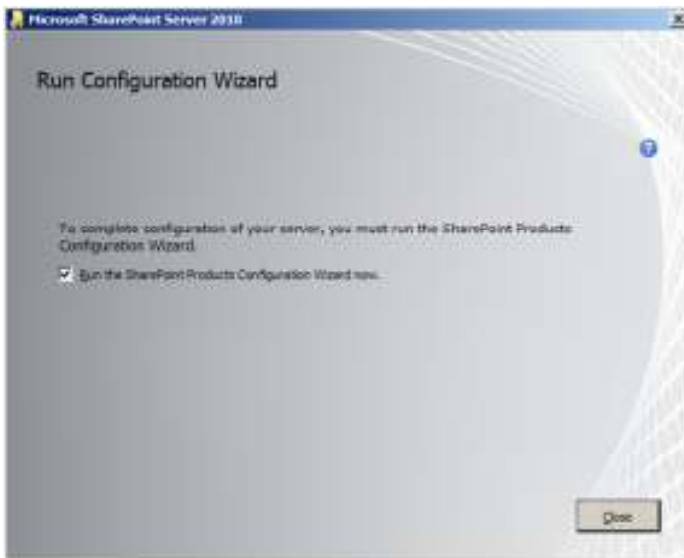 Microsoft SharePoint Server 2010
Run Configuration Wizard
To complete configuration of your server, you must run the SharePoint Products
Configuration Wizard.
Run the SharePoint Products Configuration Wizard now.
Close